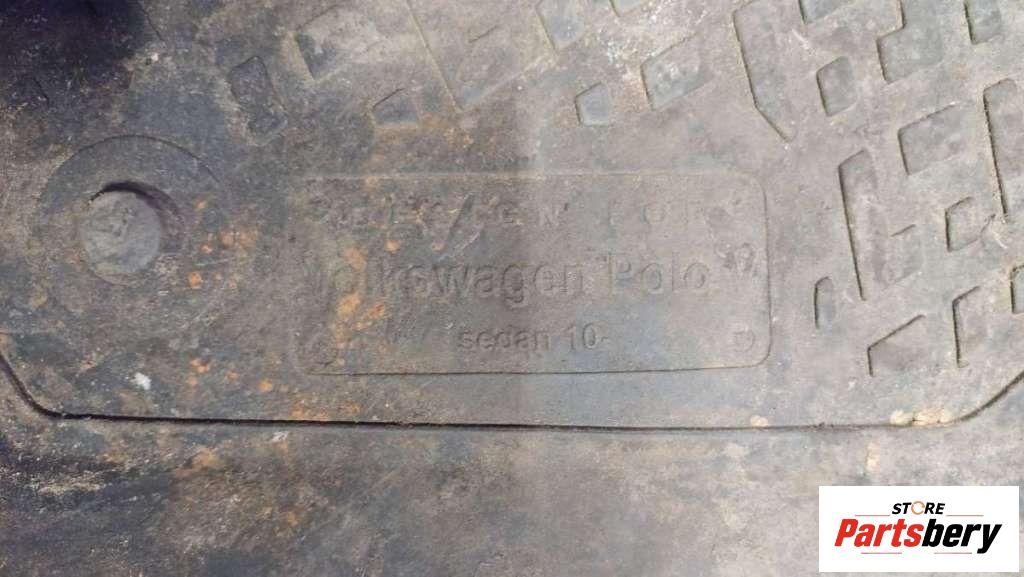 Volkswagen Polo
sedan 10-
STORE
Partsbery